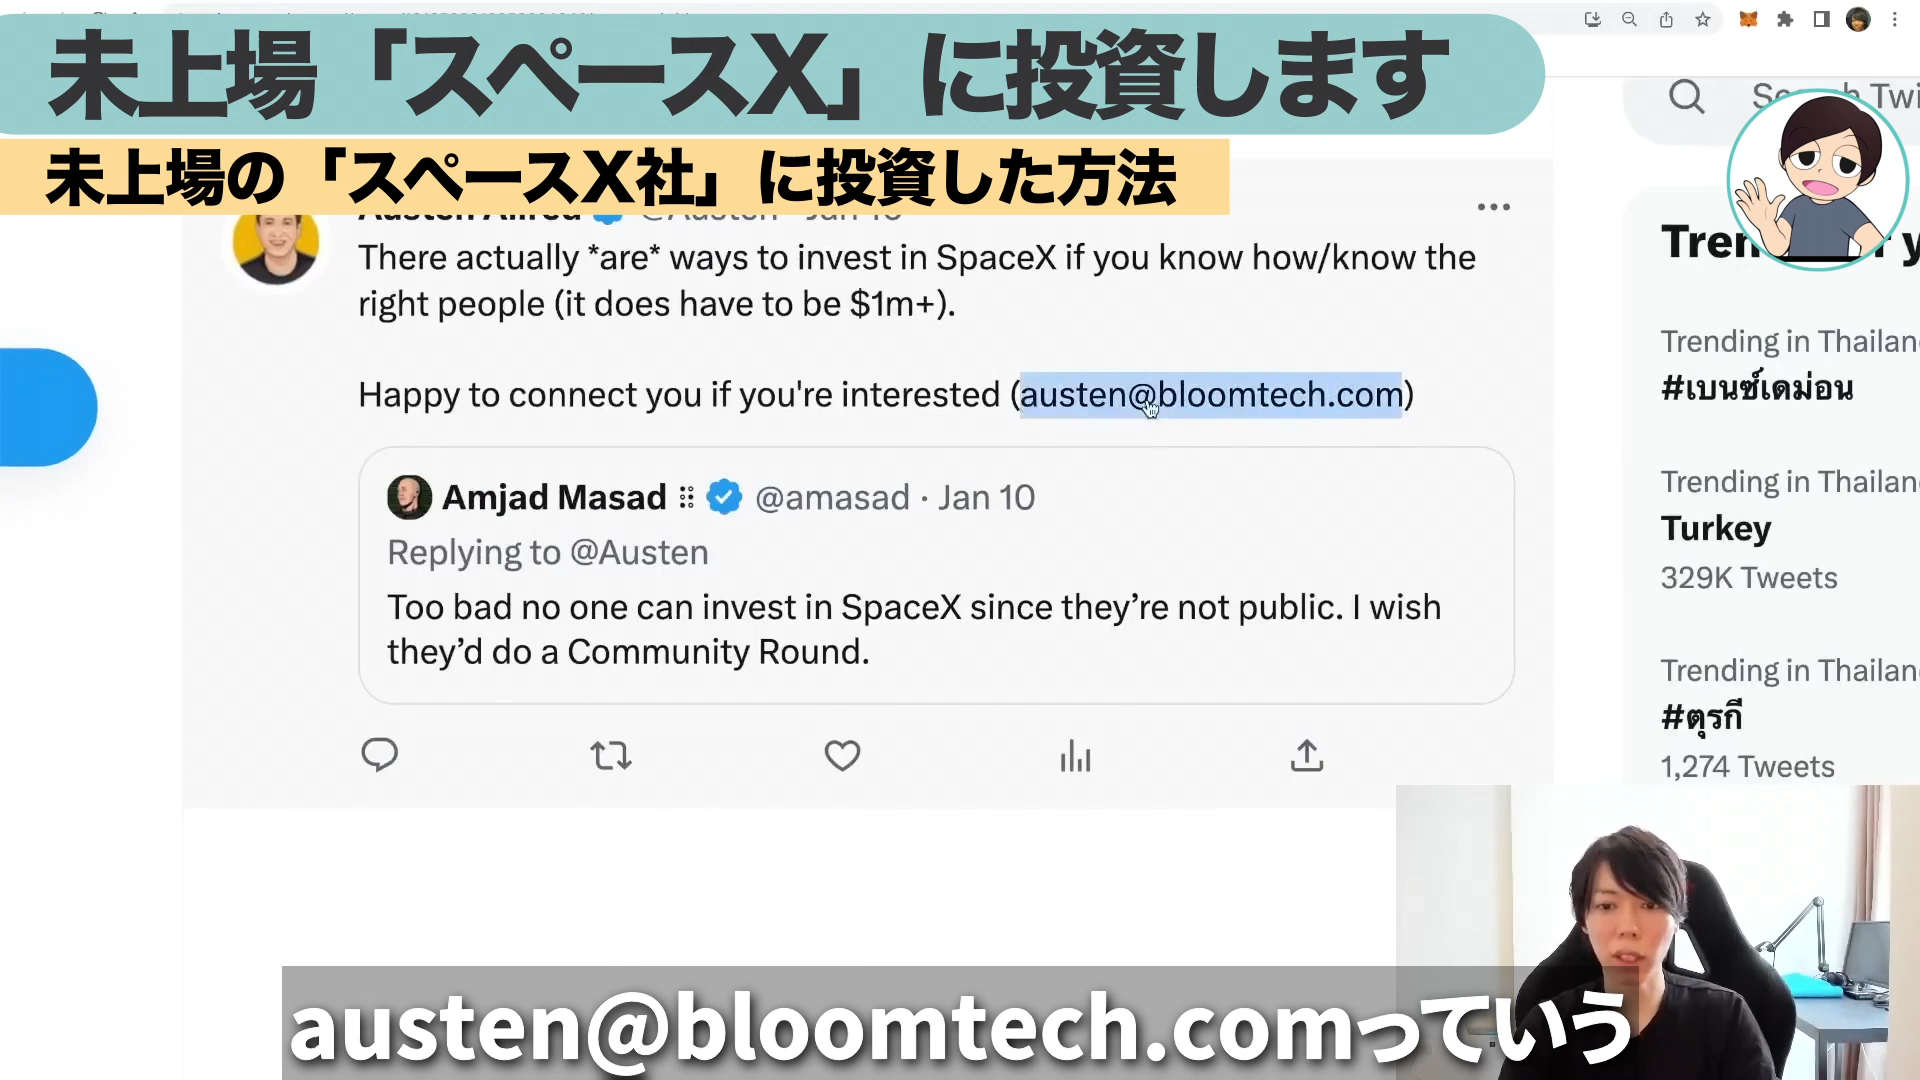 未上場「スペースX」に投資します
未上場の「スペースX社」に投資した方法
There actually *are* ways to invest in SpaceX if you know how/know the
right people (it does have to be $1m+).
Happy to connect you if you're interested (austen@bloomtech.com)
Amjad Masad @amasad · Jan 10
Replying to @Austen
Too bad no one can invest in SpaceX since they’re not public. I wish
they’d do a Community Round.
Trending in Thailan
#เบนซ์เดม่อน
Trending in Thailan
Turkey
329K Tweets
Trending in Thailan
#ตุรกี
1,274 Tweets
austen@bloomtech.comっていう